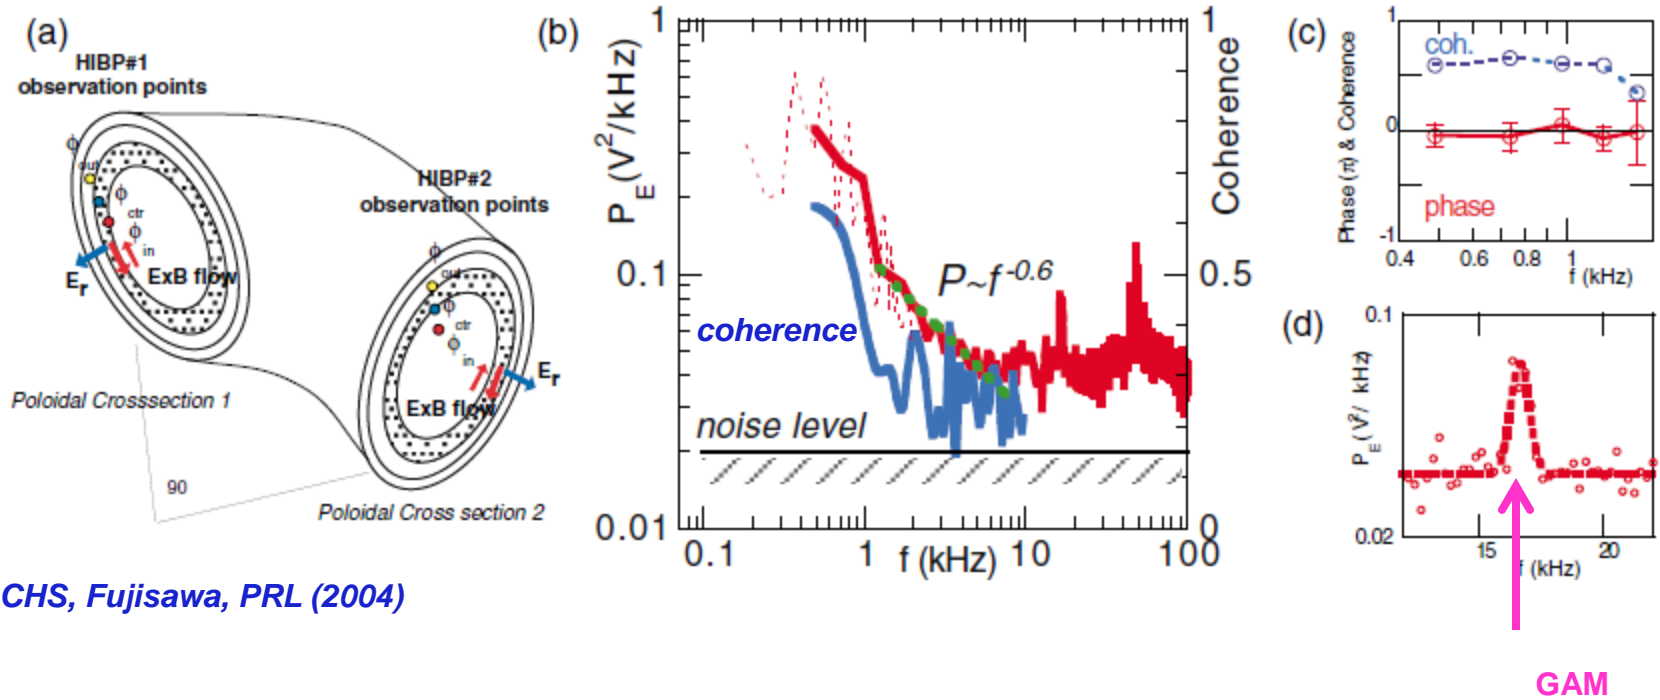 (a)
HIBP#1
observation points
ϕ
out
ϕ
ctr
ϕ
in
Er
ExB flow
HIBP#2
observation points
ϕ
out
ϕ
ctr
ϕ
in
Er
ExB flow
Poloidal Crosssection 1
90
Poloidal Cross section 2
CHS, Fujisawa, PRL (2004)
(b)
P_E (V²/kHz)
1
0.1
0.01
P~f^-0.6
coherence
noise level
1
0.5
0
Coherence
0.1
1
10
100
f (kHz)
(c)
Phase (π) & Coherence
1
0
-1
coh.
phase
0.4
0.6
0.8
1
f (kHz)
(d)
P_E (V²/ kHz)
0.1
0.02
15
20
f (kHz)
GAM